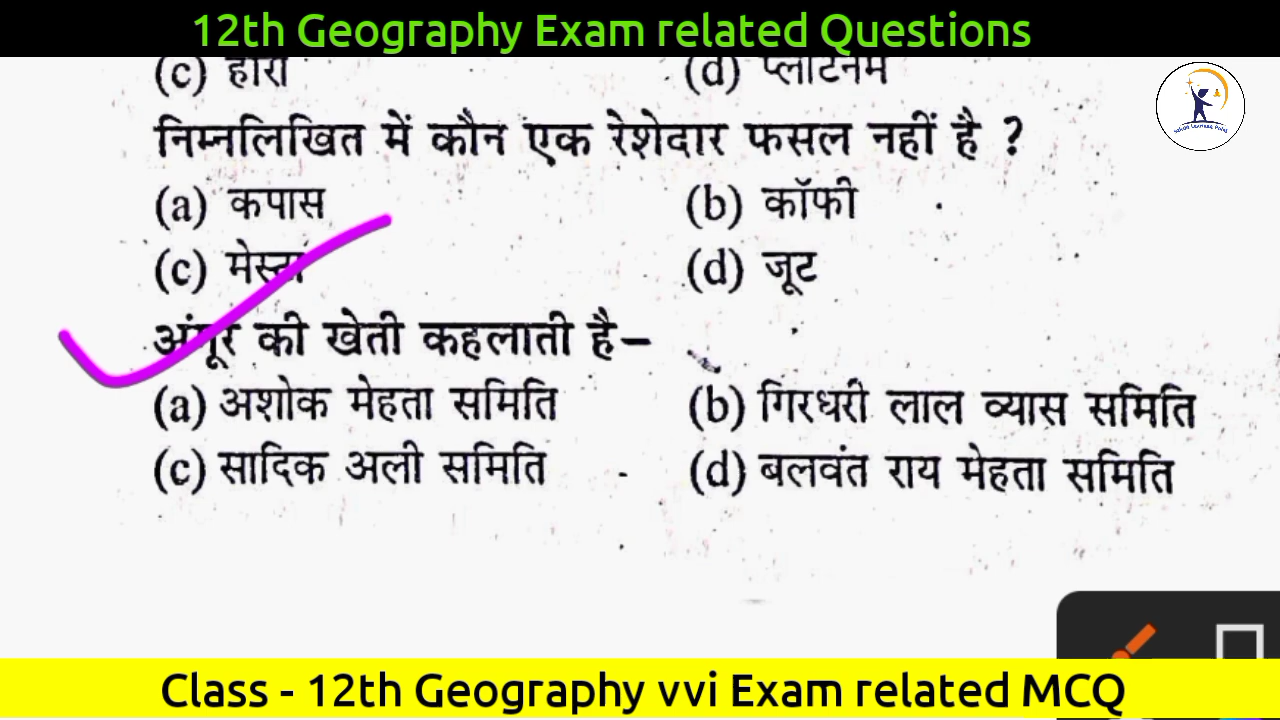 12th Geography Exam related Questions
(c) हीरा (d) प्लाटिनम
निम्नलिखित में कौन एक रेशेदार फसल नहीं है ?
(a) कपास (b) कॉफी
(c) मेस्टा (d) जूट
अंगूर की खेती कहलाती है–
(a) अशोक मेहता समिति (b) गिरधरी लाल व्यास समिति
(c) सादिक अली समिति (d) बलवंत राय मेहता समिति
Class - 12th Geography vvi Exam related MCQ